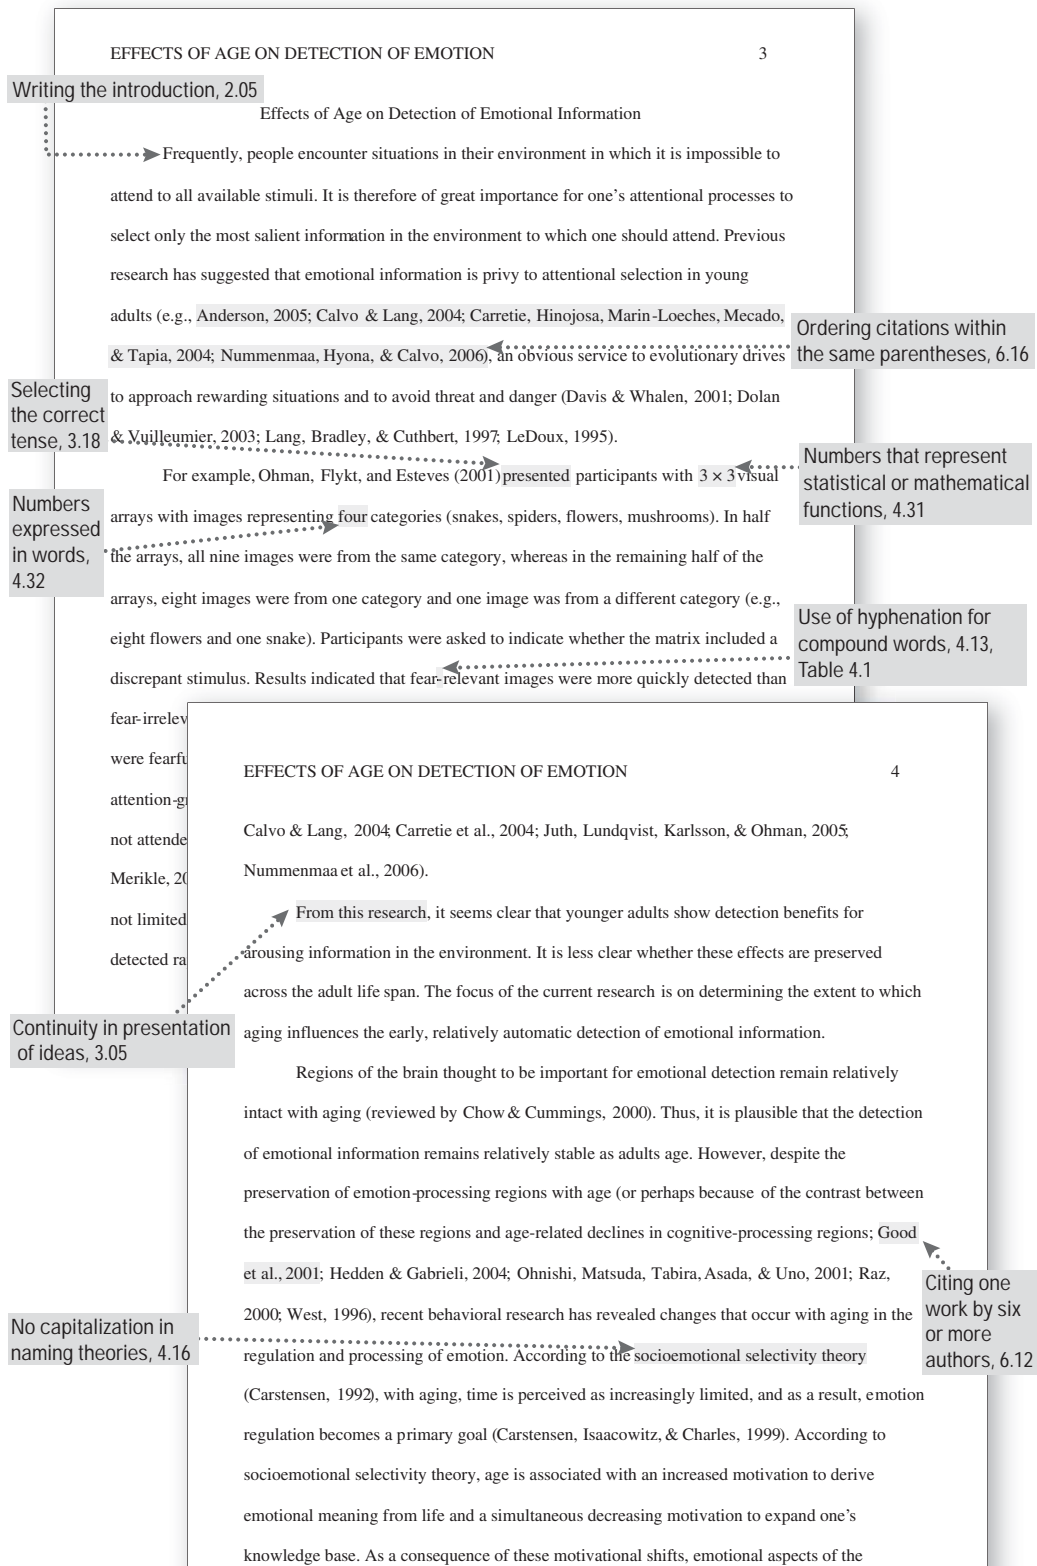 EFFECTS OF AGE ON DETECTION OF EMOTION 3
Writing the introduction, 2.05
Effects of Age on Detection of Emotional Information
Frequently, people encounter situations in their environment in which it is impossible to
attend to all available stimuli. It is therefore of great importance for one’s attentional processes to
select only the most salient information in the environment to which one should attend. Previous
research has suggested that emotional information is privy to attentional selection in young
adults (e.g., Anderson, 2005; Calvo & Lang, 2004; Carretie, Hinojosa, Marin-Loeches, Mecado,
& Tapia, 2004; Nummenmaa, Hyona, & Calvo, 2006), an obvious service to evolutionary drives
Ordering citations within
the same parentheses, 6.16
to approach rewarding situations and to avoid threat and danger (Davis & Whalen, 2001; Dolan
& Vuilleumier, 2003; Lang, Bradley, & Cuthbert, 1997; LeDoux, 1995).
Selecting
the correct
tense, 3.18
For example, Ohman, Flykt, and Esteves (2001) presented participants with 3 × 3 visual
Numbers that represent
statistical or mathematical
functions, 4.31
arrays with images representing four categories (snakes, spiders, flowers, mushrooms). In half
Numbers
expressed
in words,
4.32
the arrays, all nine images were from the same category, whereas in the remaining half of the
arrays, eight images were from one category and one image was from a different category (e.g.,
eight flowers and one snake). Participants were asked to indicate whether the matrix included a
discrepant stimulus. Results indicated that fear-relevant images were more quickly detected than
Use of hyphenation for
compound words, 4.13,
Table 4.1
fear-irrelev
were fearfu
attention-gr
not attende
Merikle, 20
not limited
detected ra
EFFECTS OF AGE ON DETECTION OF EMOTION 4
Calvo & Lang, 2004; Carretie et al., 2004; Juth, Lundqvist, Karlsson, & Ohman, 2005;
Nummenmaa et al., 2006).
From this research, it seems clear that younger adults show detection benefits for
arousing information in the environment. It is less clear whether these effects are preserved
across the adult life span. The focus of the current research is on determining the extent to which
aging influences the early, relatively automatic detection of emotional information.
Continuity in presentation
of ideas, 3.05
Regions of the brain thought to be important for emotional detection remain relatively
intact with aging (reviewed by Chow & Cummings, 2000). Thus, it is plausible that the detection
of emotional information remains relatively stable as adults age. However, despite the
preservation of emotion-processing regions with age (or perhaps because of the contrast between
the preservation of these regions and age-related declines in cognitive-processing regions; Good
et al., 2001; Hedden & Gabrieli, 2004; Ohnishi, Matsuda, Tabira, Asada, & Uno, 2001; Raz,
2000; West, 1996), recent behavioral research has revealed changes that occur with aging in the
Citing one
work by six
or more
authors, 6.12
No capitalization in
naming theories, 4.16
regulation and processing of emotion. According to the socioemotional selectivity theory
(Carstensen, 1992), with aging, time is perceived as increasingly limited, and as a result, emotion
regulation becomes a primary goal (Carstensen, Isaacowitz, & Charles, 1999). According to
socioemotional selectivity theory, age is associated with an increased motivation to derive
emotional meaning from life and a simultaneous decreasing motivation to expand one’s
knowledge base. As a consequence of these motivational shifts, emotional aspects of the